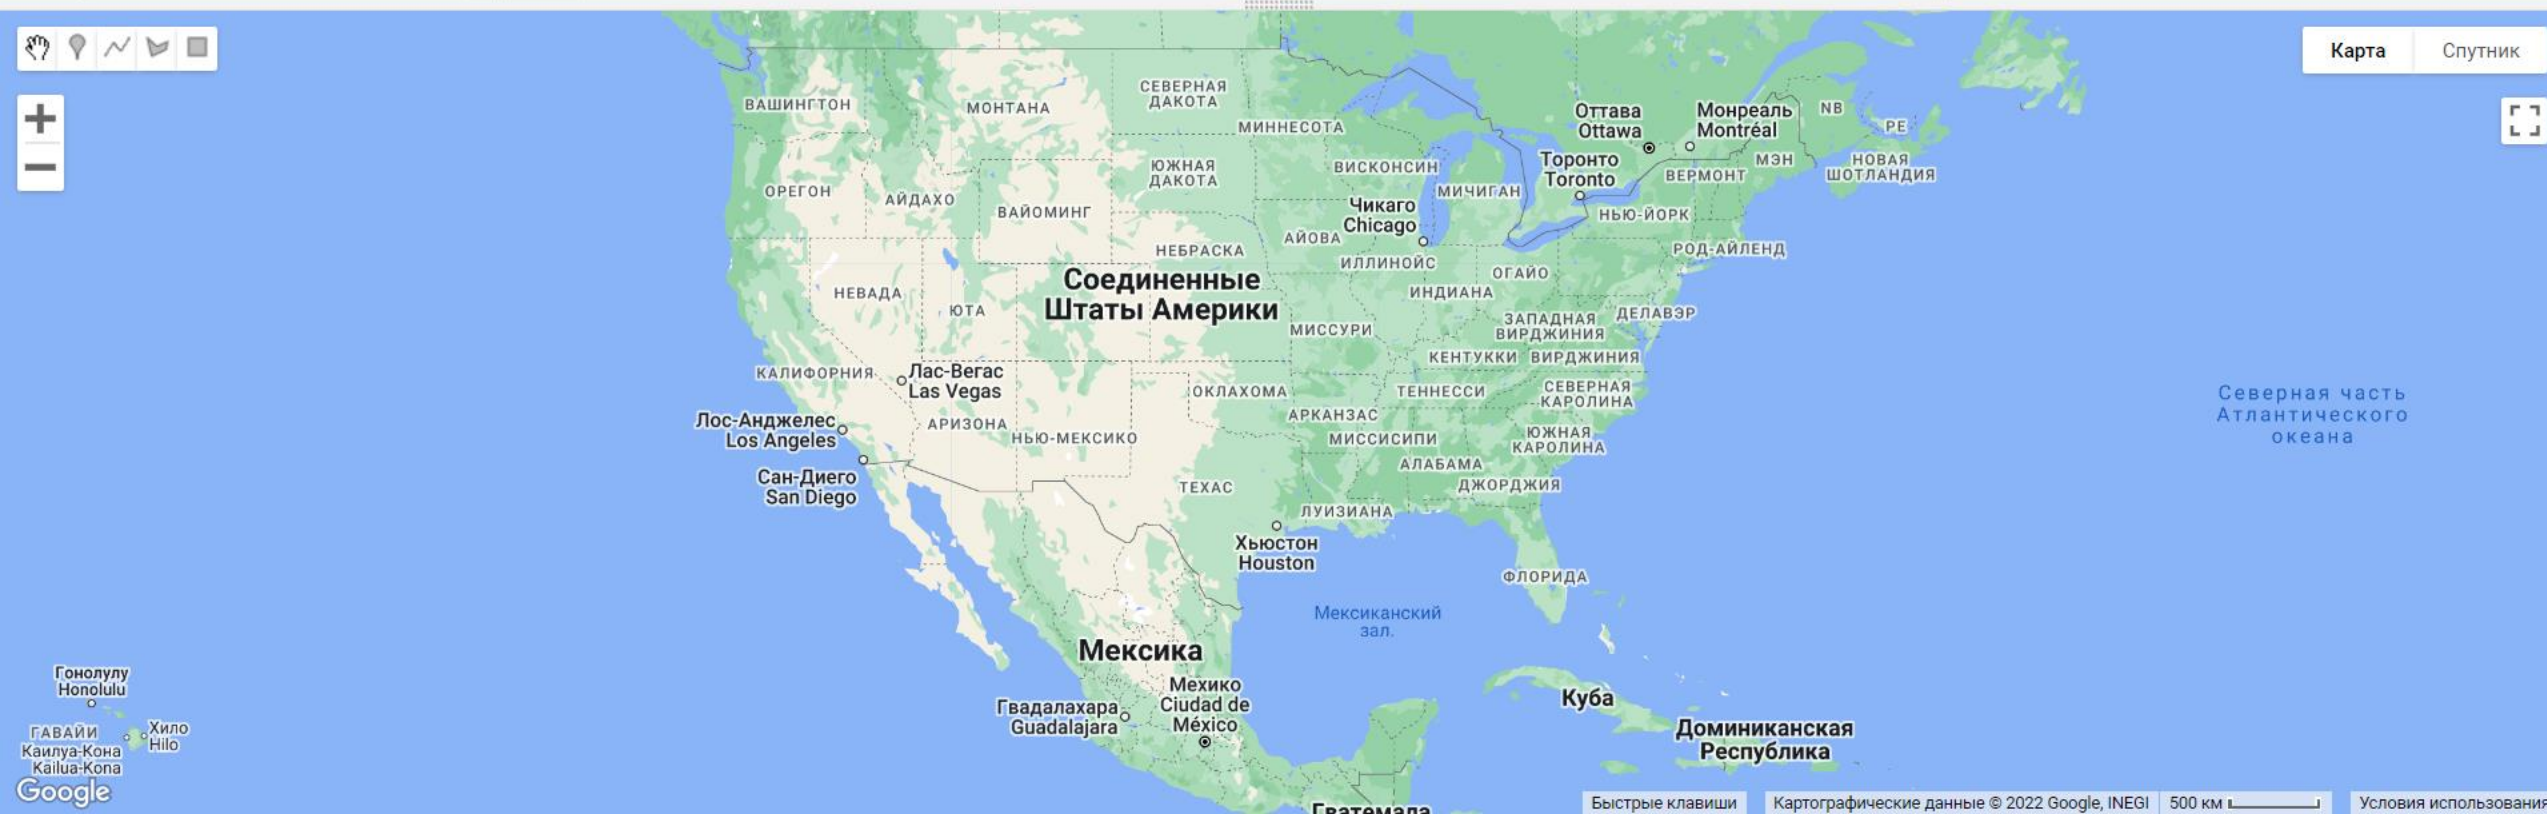 Карта
Спутник
СЕВЕРНАЯ
ДАКОТА
ВАШИНГТОН
МОНТАНА
Оттава
Ottawa
Монреаль
Montréal
NB
PE
МИННЕСОТА
ЮЖНАЯ
ДАКОТА
ВИСКОНСИН
Торонто
Toronto
МЭН
НОВАЯ
ШОТЛАНДИЯ
ВЕРМОНТ
ОРЕГОН
АЙДАХО
МИЧИГАН
ВАЙОМИНГ
Чикаго
Chicago
НЬЮ-ЙОРК
АЙОВА
НЕБРАСКА
РОД-АЙЛЕНД
ИЛЛИНОЙС
ОГАЙО
Соединенные
Штаты Америки
НЕВАДА
ИНДИАНА
ЮТА
ЗАПАДНАЯ
ВИРДЖИНИЯ
ДЕЛАВЭР
МИССУРИ
КЕНТУККИ
ВИРДЖИНИЯ
КАЛИФОРНИЯ
Лас-Вегас
Las Vegas
ОКЛАХОМА
ТЕННЕССИ
СЕВЕРНАЯ
КАРОЛИНА
Северная часть
Атлантического
океана
Лос-Анджелес
Los Angeles
АРИЗОНА
НЬЮ-МЕКСИКО
АРКАНЗАС
МИССИСИПИ
ЮЖНАЯ
КАРОЛИНА
АЛАБАМА
Сан-Диего
San Diego
ТЕХАС
ДЖОРДЖИЯ
ЛУИЗИАНА
Хьюстон
Houston
ФЛОРИДА
Мексиканский
зал.
Мексика
Гонолулу
Honolulu
Мехико
Ciudad de
México
Гвадалахара
Guadalajara
Куба
Доминиканская
Республика
ГАВАЙИ
Хило
Hilo
Каилуа-Кона
Kailua-Kona
Google
Гватемала
Быстрые клавиши
Картографические данные © 2022 Google, INEGI
500 км
Условия использования